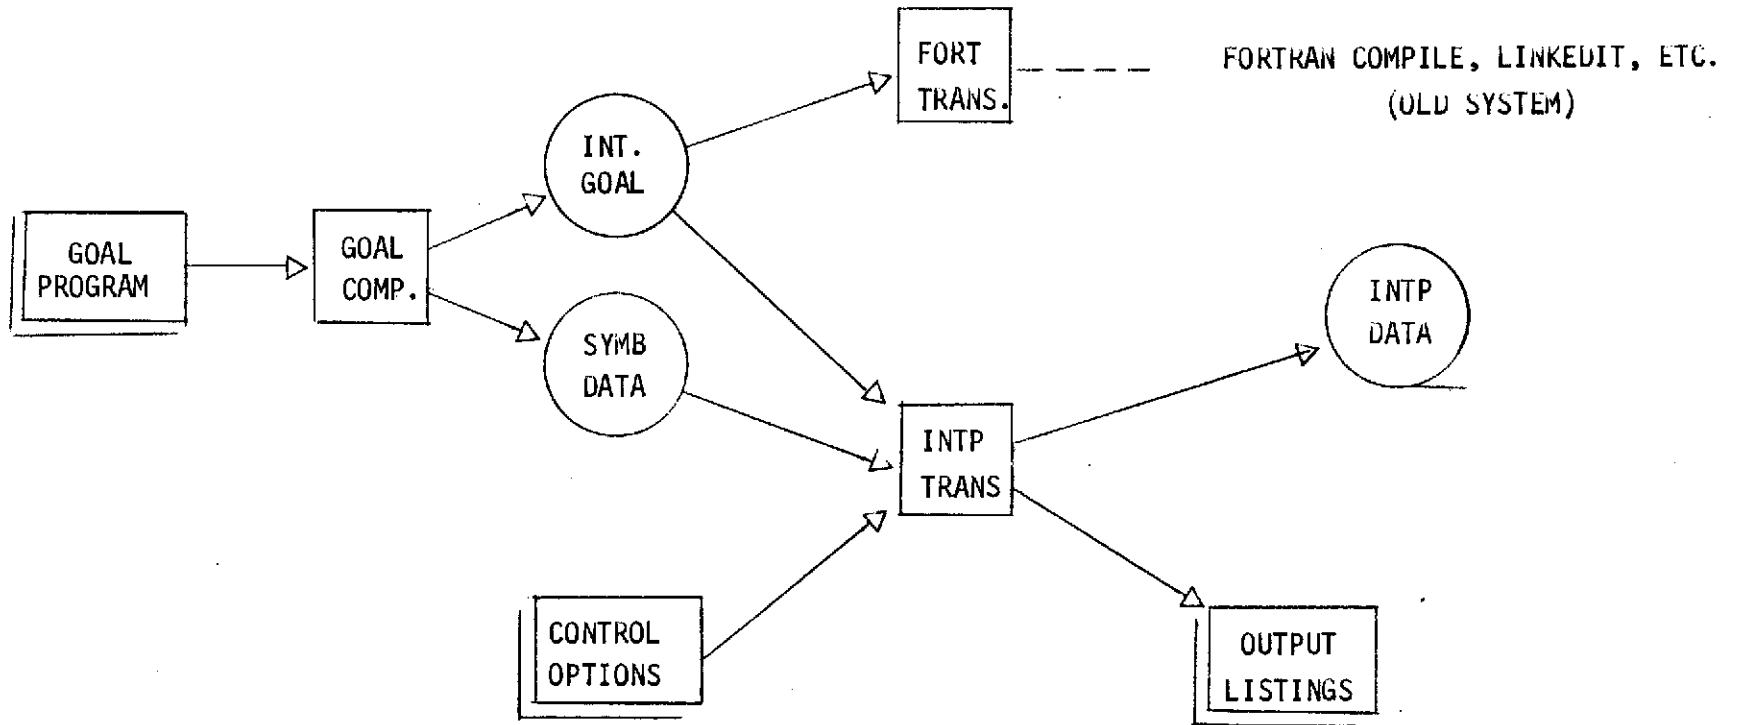 FORT
TRANS.
FORTRAN COMPILE, LINKEDIT, ETC.
(OLD SYSTEM)
INT.
GOAL
GOAL
PROGRAM
GOAL
COMP.
SYMB
DATA
INTP
DATA
INTP
TRANS
CONTROL
OPTIONS
OUTPUT
LISTINGS